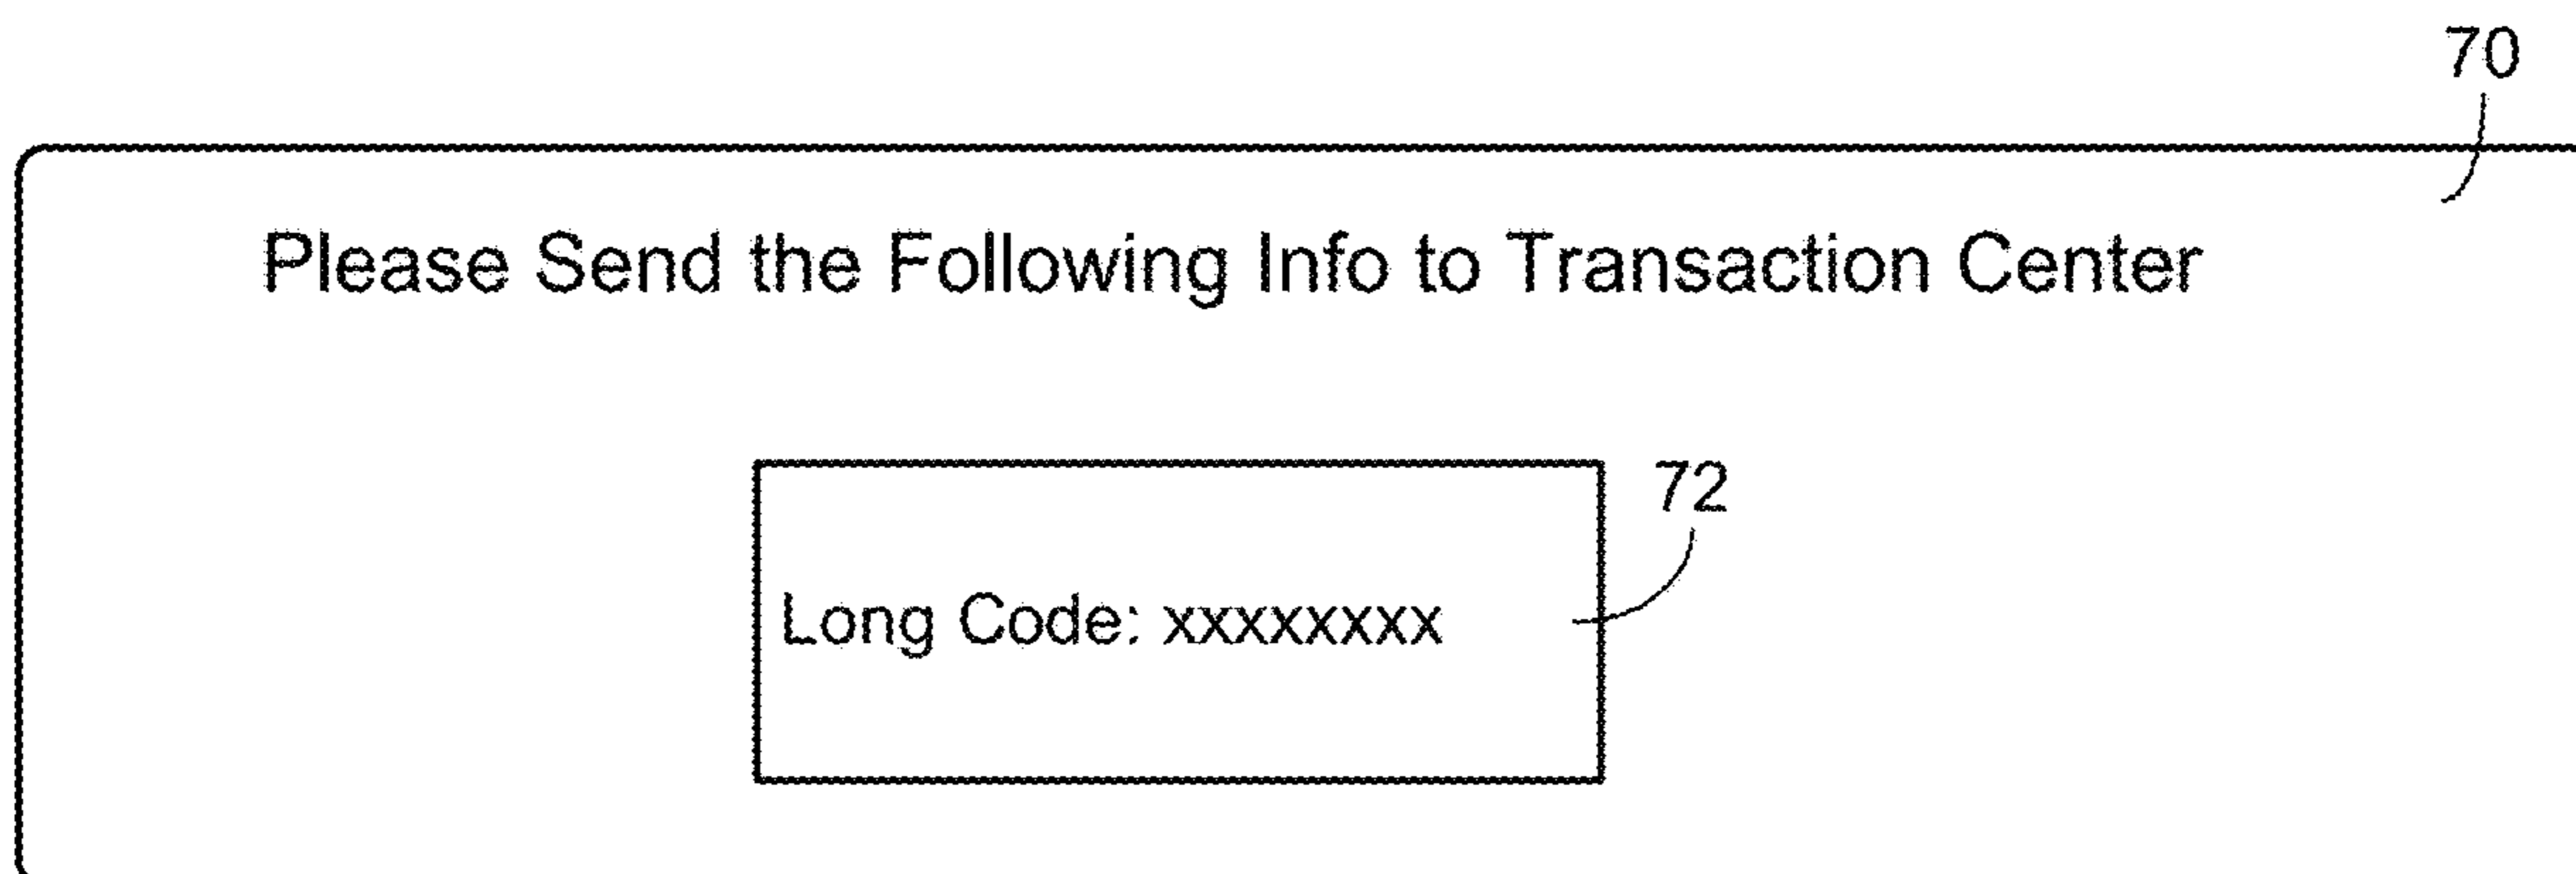 70
Please Send the Following Info to Transaction Center
72
Long Code: xxxxxxxx